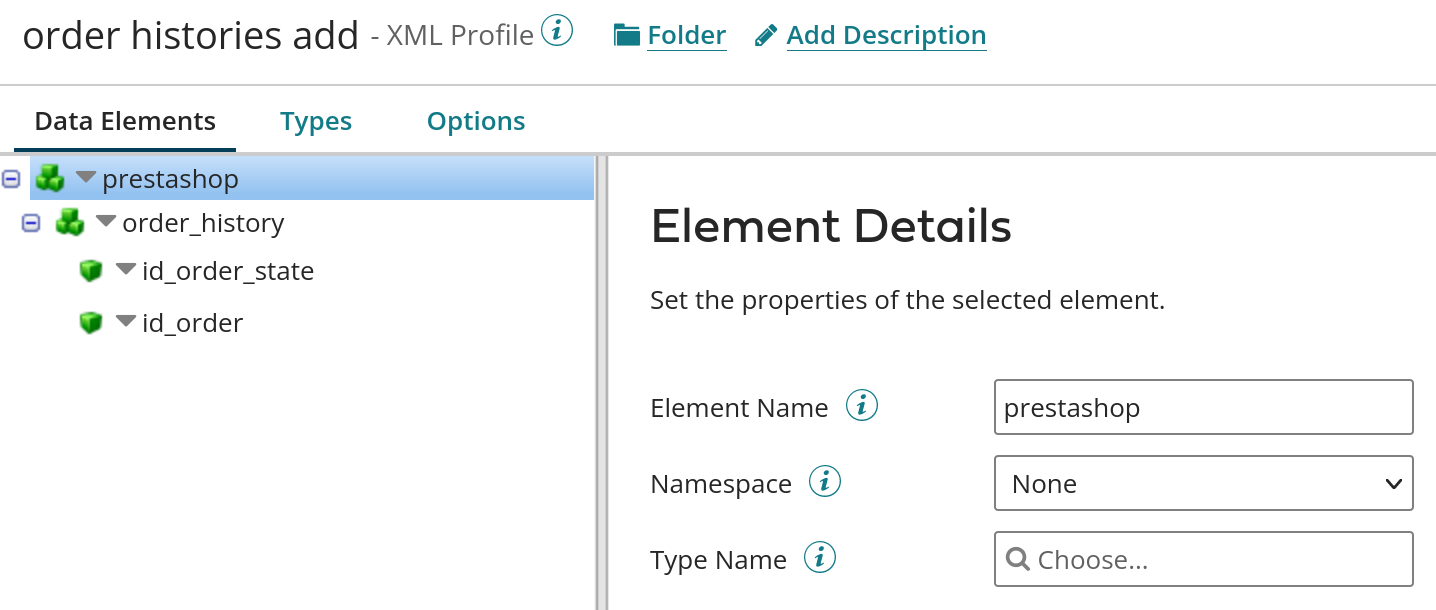 order histories add - XML Profile i Folder Add Description
Data Elements Types Options
prestashop
order_history
id_order_state
id_order
Element Details
Set the properties of the selected element.
Element Name i prestashop
Namespace i None
Type Name i Choose...